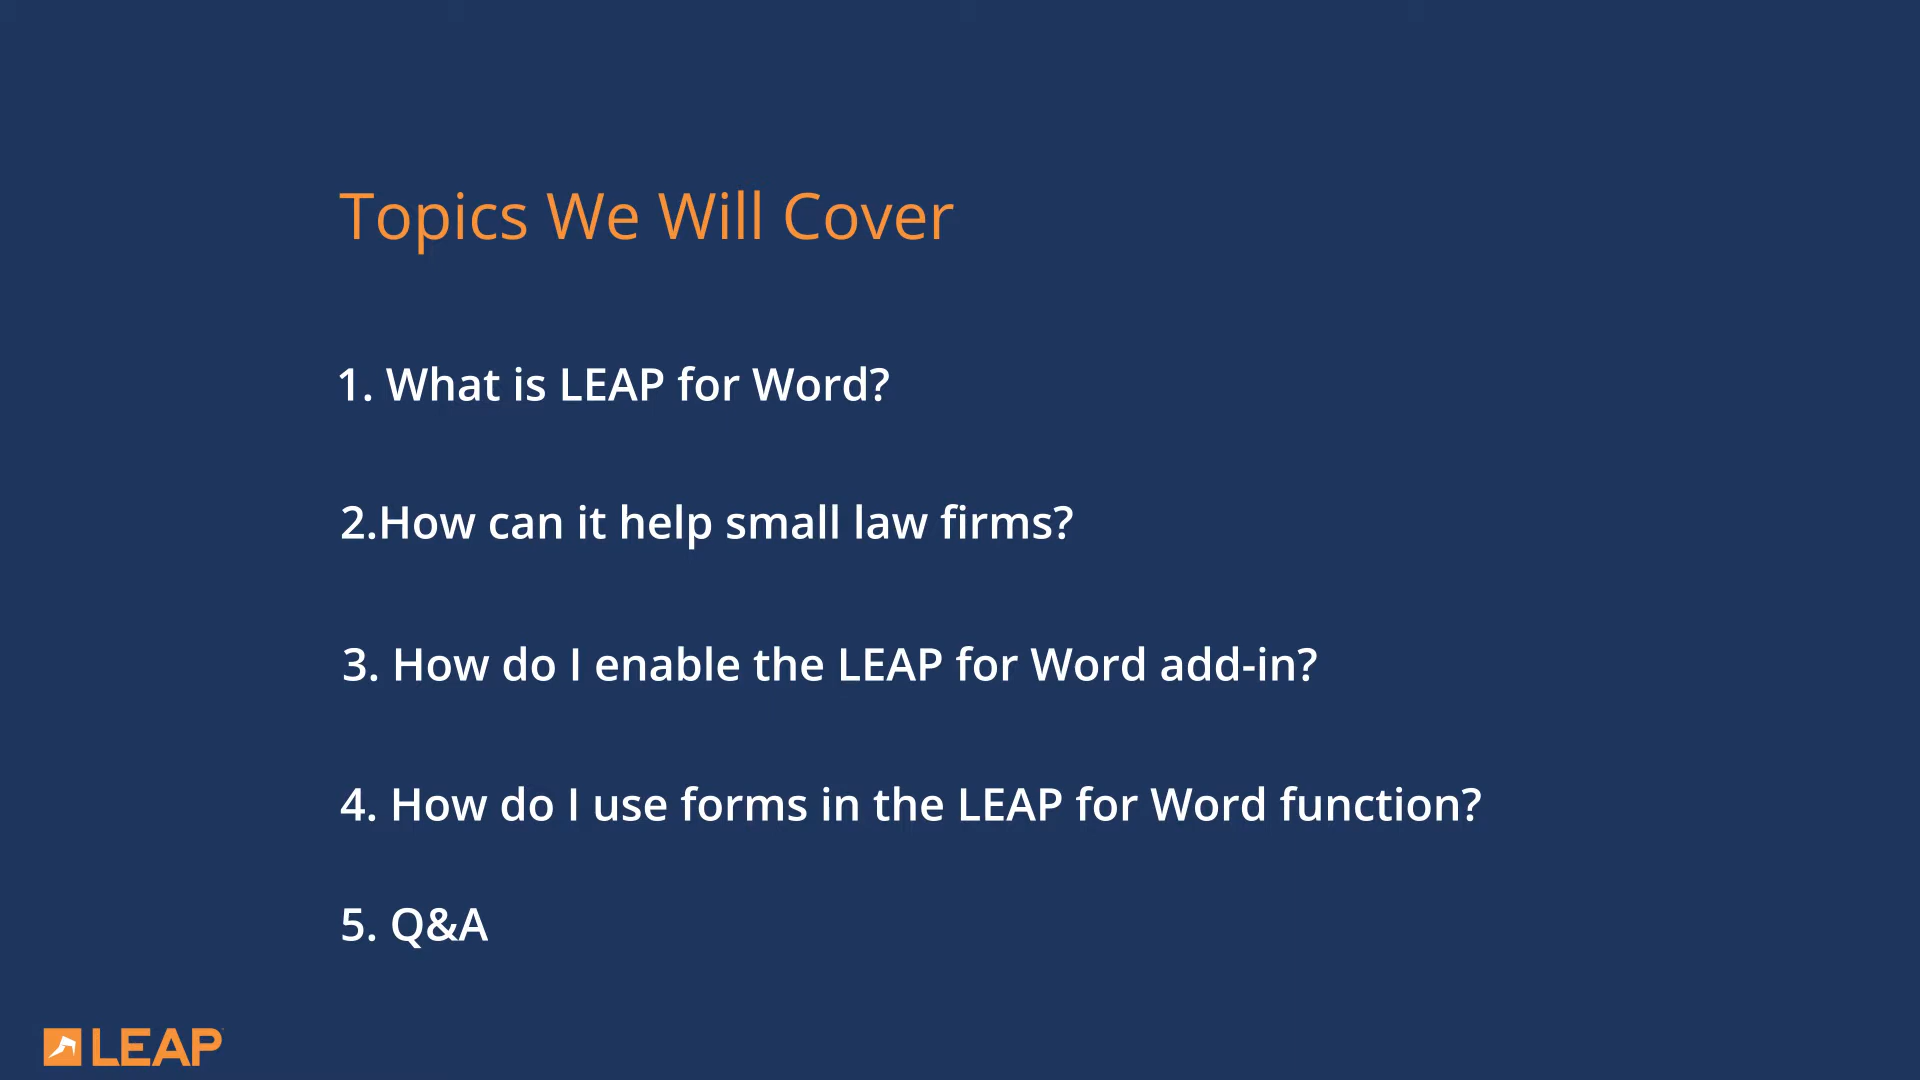 Topics We Will Cover
1. What is LEAP for Word?
2.How can it help small law firms?
3. How do I enable the LEAP for Word add-in?
4. How do I use forms in the LEAP for Word function?
5. Q&A
LEAP